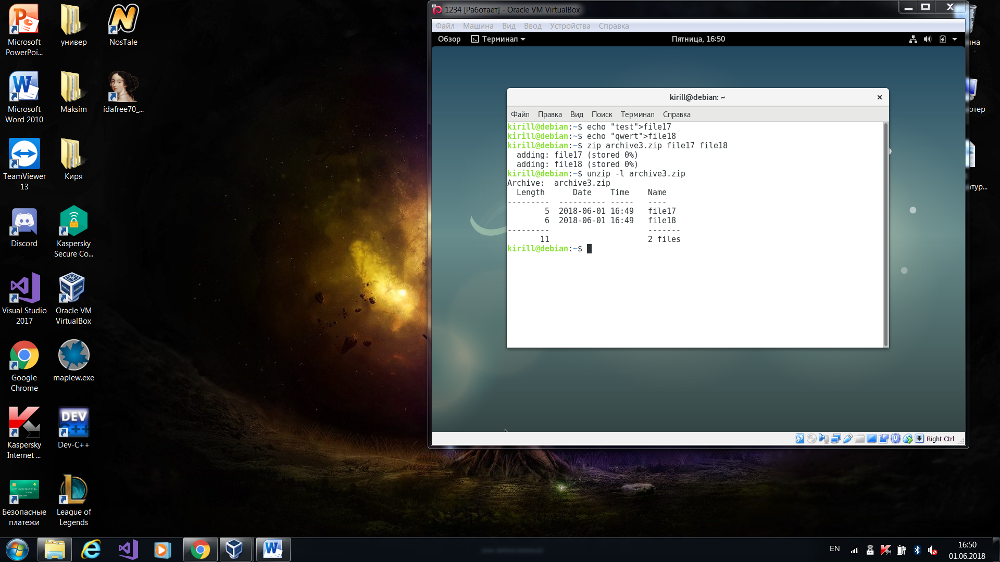 Microsoft
PowerPoi...
универ
NosTale
Microsoft
Word 2010
Maksim
idafree70_...
TeamViewer
13
Киря
Discord
Kaspersky
Secure Co...
Visual Studio
2017
Oracle VM
VirtualBox
Google
Chrome
maplew.exe
Kaspersky
Internet ...
DEV
C++
Dev-C++
Безопасные
платежи
League of
Legends
1234 [Работает] - Oracle VM VirtualBox
Файл Машина Вид Ввод Устройства Справка
Обзор Терминал Пятница, 16:50
kirill@debian: ~
Файл Правка Вид Поиск Терминал Справка
kirill@debian:~$ echo "test">file17
kirill@debian:~$ echo "qwert">file18
kirill@debian:~$ zip archive3.zip file17 file18
  adding: file17 (stored 0%)
  adding: file18 (stored 0%)
kirill@debian:~$ unzip -l archive3.zip
Archive:  archive3.zip
  Length      Date    Time    Name
---------  ---------- -----   ----
        5  2018-06-01 16:49   file17
        6  2018-06-01 16:49   file18
---------                     -------
       11                     2 files
kirill@debian:~$
Right Ctrl
EN
16:50
01.06.2018